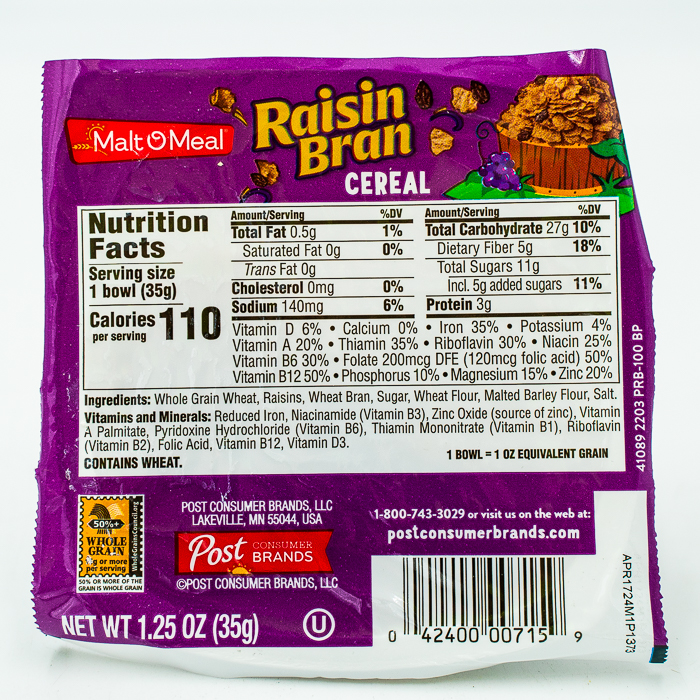 Malt O Meal®
Raisin
Bran
CEREAL
Nutrition
Facts
Serving size
1 bowl (35g)
Calories 110
per serving
Amount/Serving %DV
Total Fat 0.5g 1%
Saturated Fat 0g 0%
Trans Fat 0g
Cholesterol 0mg 0%
Sodium 140mg 6%
Amount/Serving %DV
Total Carbohydrate 27g 10%
Dietary Fiber 5g 18%
Total Sugars 11g
Incl. 5g added sugars 11%
Protein 3g
Vitamin D 6% • Calcium 0% • Iron 35% • Potassium 4%
Vitamin A 20% • Thiamin 35% • Riboflavin 30% • Niacin 25%
Vitamin B6 30% • Folate 200mcg DFE (120mcg folic acid) 50%
Vitamin B12 50% • Phosphorus 10% • Magnesium 15% • Zinc 20%
Ingredients: Whole Grain Wheat, Raisins, Wheat Bran, Sugar, Wheat Flour, Malted Barley Flour, Salt.
Vitamins and Minerals: Reduced Iron, Niacinamide (Vitamin B3), Zinc Oxide (source of zinc), Vitamin
A Palmitate, Pyridoxine Hydrochloride (Vitamin B6), Thiamin Mononitrate (Vitamin B1), Riboflavin
(Vitamin B2), Folic Acid, Vitamin B12, Vitamin D3.
CONTAINS WHEAT.
1 BOWL = 1 OZ EQUIVALENT GRAIN
41089 2203 PRB-100 BP
50%+
WHOLE
GRAIN
g or more
per serving
WholeGrainsCouncil.org
50% OR MORE OF THE
GRAIN IS WHOLE GRAIN
POST CONSUMER BRANDS, LLC
LAKEVILLE, MN 55044, USA
Post CONSUMER
BRANDS
©POST CONSUMER BRANDS, LLC
1-800-743-3029 or visit us on the web at:
postconsumerbrands.com
0 42400 00715 9
APR1724M1P1373
NET WT 1.25 OZ (35g)
U